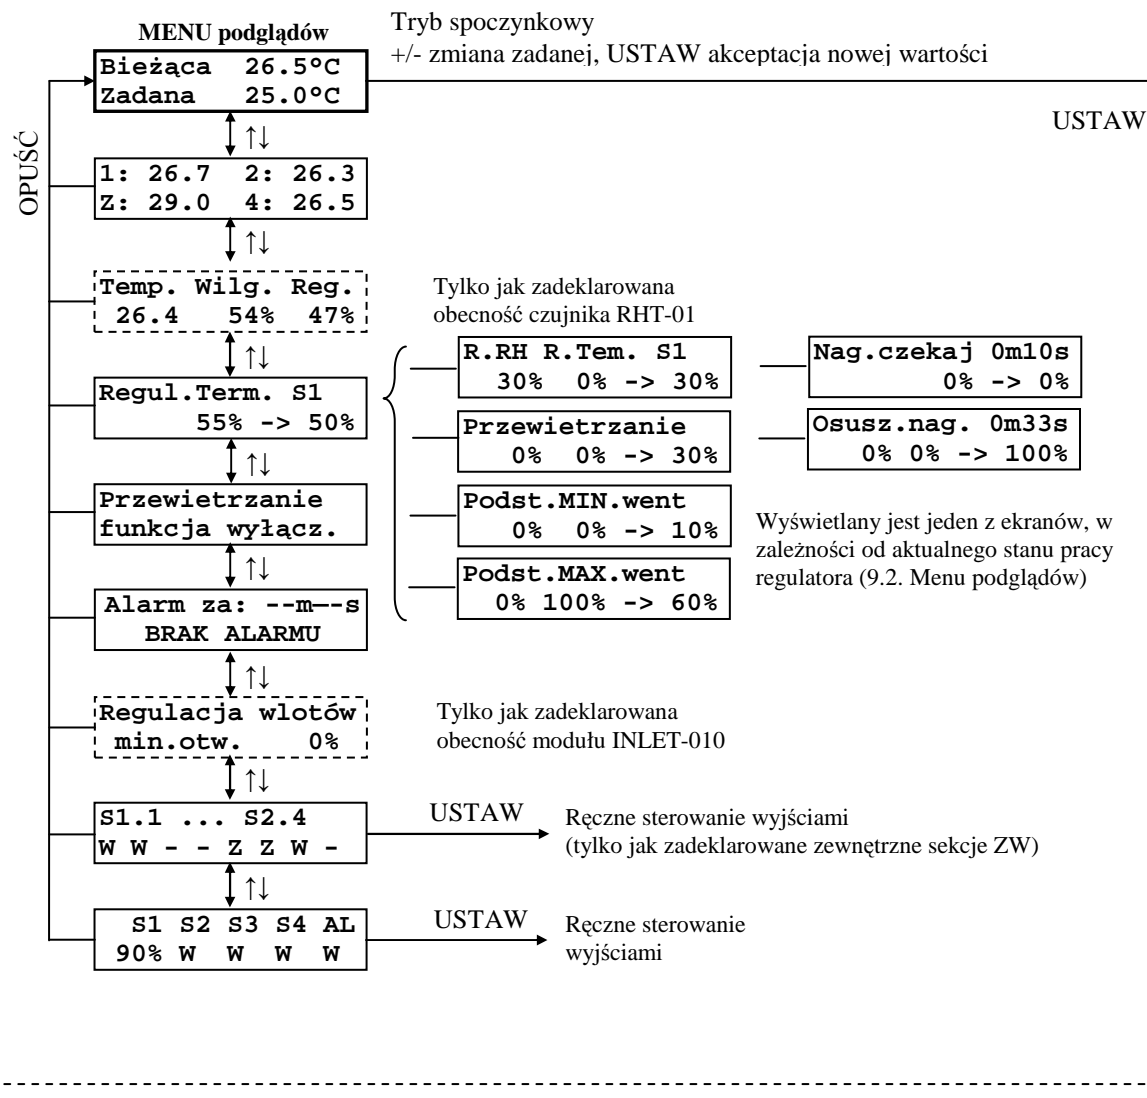 MENU podglądów
Tryb spoczynkowy
+/- zmiana zadanej, USTAW akceptacja nowej wartości
Bieżąca 26.5°C
Zadana 25.0°C
USTAW
OPUŚĆ
↑↓
1: 26.7 2: 26.3
Z: 29.0 4: 26.5
↑↓
Temp. Wilg. Reg.
26.4 54% 47%
Tylko jak zadeklarowana
obecność czujnika RHT-01
↑↓
Regul.Term. S1
55% -> 50%
R.RH R.Tem. S1
30% 0% -> 30%
Nag.czekaj 0m10s
0% -> 0%
↑↓
Przewietrzanie
0% 0% -> 30%
Osusz.nag. 0m33s
0% 0% -> 100%
Przewietrzanie
funkcja wyłącz.
Podst.MIN.went
0% 0% -> 10%
Wyświetlany jest jeden z ekranów, w
zależności od aktualnego stanu pracy
regulatora (9.2. Menu podglądów)
↑↓
Podst.MAX.went
0% 100% -> 60%
Alarm za: --m--s
BRAK ALARMU
↑↓
Regulacja wlotów
min.otw. 0%
Tylko jak zadeklarowana
obecność modułu INLET-010
↑↓
S1.1 ... S2.4
W W - - Z Z W -
USTAW
Ręczne sterowanie wyjściami
(tylko jak zadeklarowane zewnętrzne sekcje ZW)
↑↓
S1 S2 S3 S4 AL
90% W W W W
USTAW
Ręczne sterowanie
wyjściami